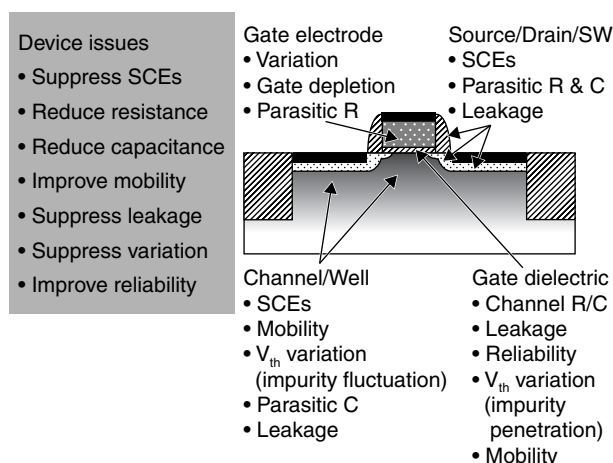 Device issues
• Suppress SCEs
• Reduce resistance
• Reduce capacitance
• Improve mobility
• Suppress leakage
• Suppress variation
• Improve reliability
Gate electrode
• Variation
• Gate depletion
• Parasitic R
Source/Drain/SW
• SCEs
• Parasitic R & C
• Leakage
Channel/Well
• SCEs
• Mobility
• Vth variation
(impurity fluctuation)
• Parasitic C
• Leakage
Gate dielectric
• Channel R/C
• Leakage
• Reliability
• Vth variation
(impurity
penetration)
• Mobility